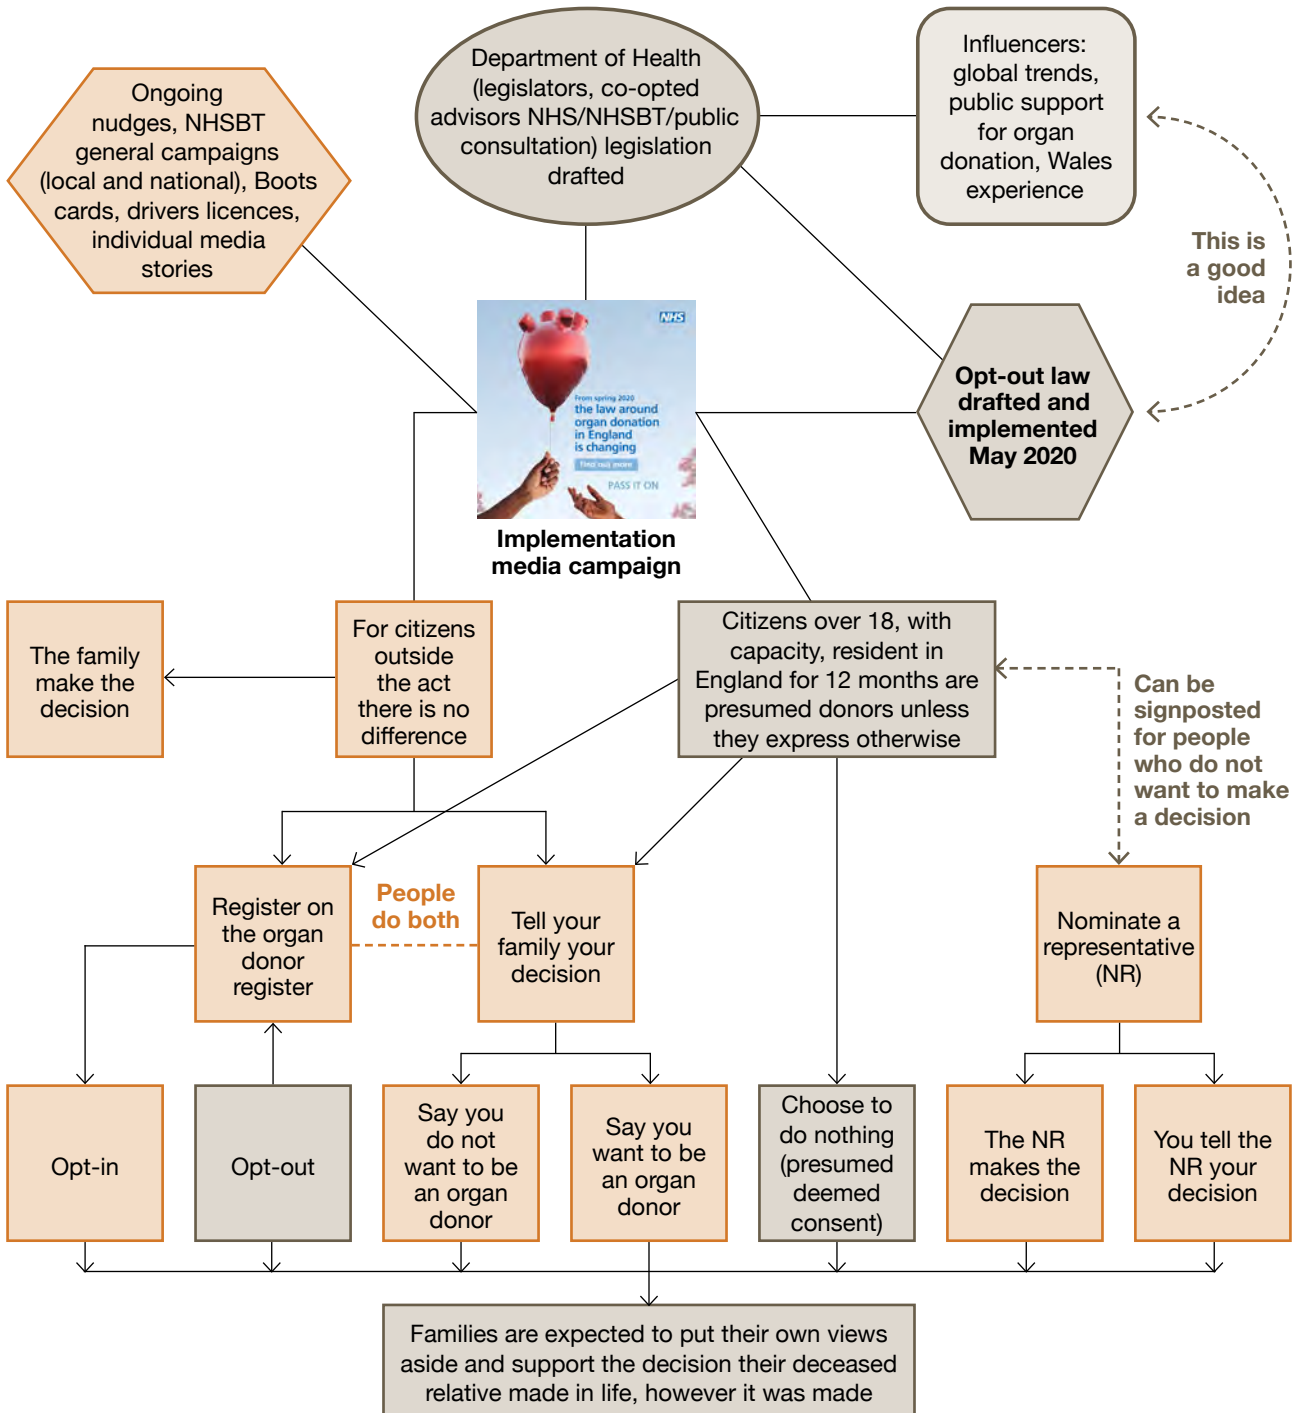 Department of Health
(legislators, co-opted
advisors NHS/NHSBT/public
consultation) legislation
drafted
Influencers:
global trends,
public support
for organ
donation, Wales
experience
Ongoing
nudges, NHSBT
general campaigns
(local and national), Boots
cards, drivers licences,
individual media
stories
This is
a good
idea
NHS
From spring 2020
the law around
organ donation
in England
is changing
Find out more
PASS IT ON
Implementation
media campaign
Opt-out law
drafted and
implemented
May 2020
The family
make the
decision
For citizens
outside
the act
there is no
difference
Citizens over 18, with
capacity, resident in
England for 12 months are
presumed donors unless
they express otherwise
Can be
signposted
for people
who do not
want to make
a decision
Register on
the organ
donor
register
People
do both
Tell your
family your
decision
Nominate a
representative
(NR)
Opt-in
Opt-out
Say you
do not
want to be
an organ
donor
Say you
want to be
an organ
donor
Choose to
do nothing
(presumed
deemed
consent)
The NR
makes the
decision
You tell the
NR your
decision
Families are expected to put their own views
aside and support the decision their deceased
relative made in life, however it was made